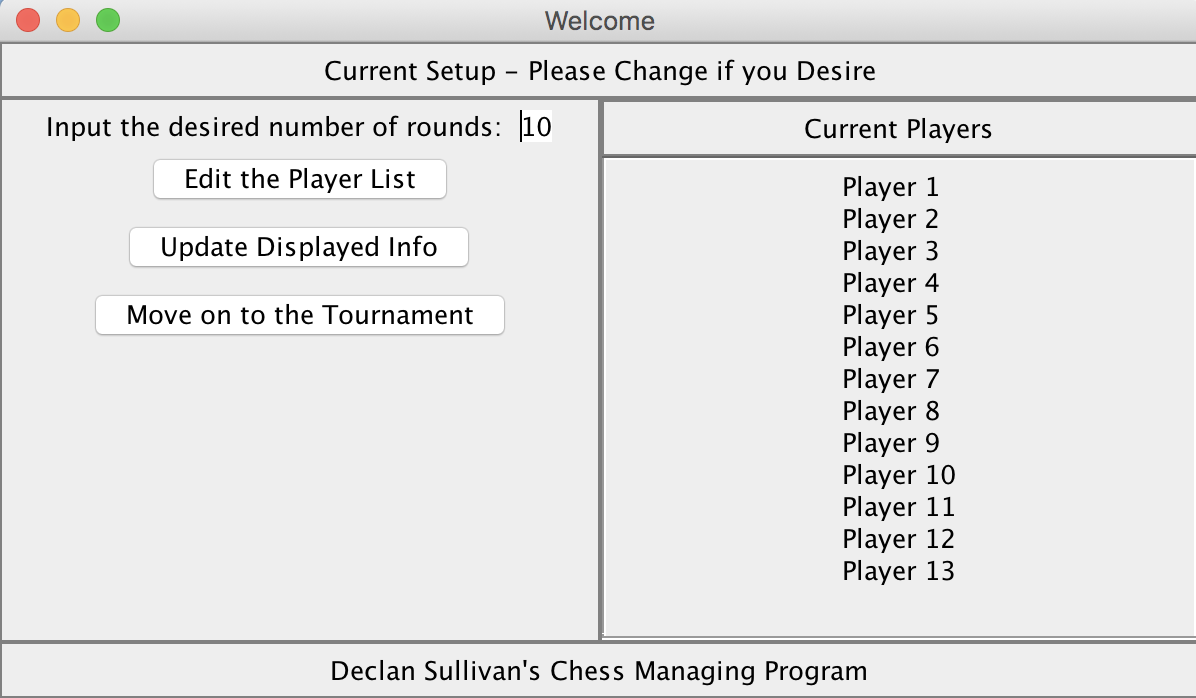 Welcome
Current Setup - Please Change if you Desire
Input the desired number of rounds: 10
Edit the Player List
Update Displayed Info
Move on to the Tournament
Current Players
Player 1
Player 2
Player 3
Player 4
Player 5
Player 6
Player 7
Player 8
Player 9
Player 10
Player 11
Player 12
Player 13
Declan Sullivan's Chess Managing Program